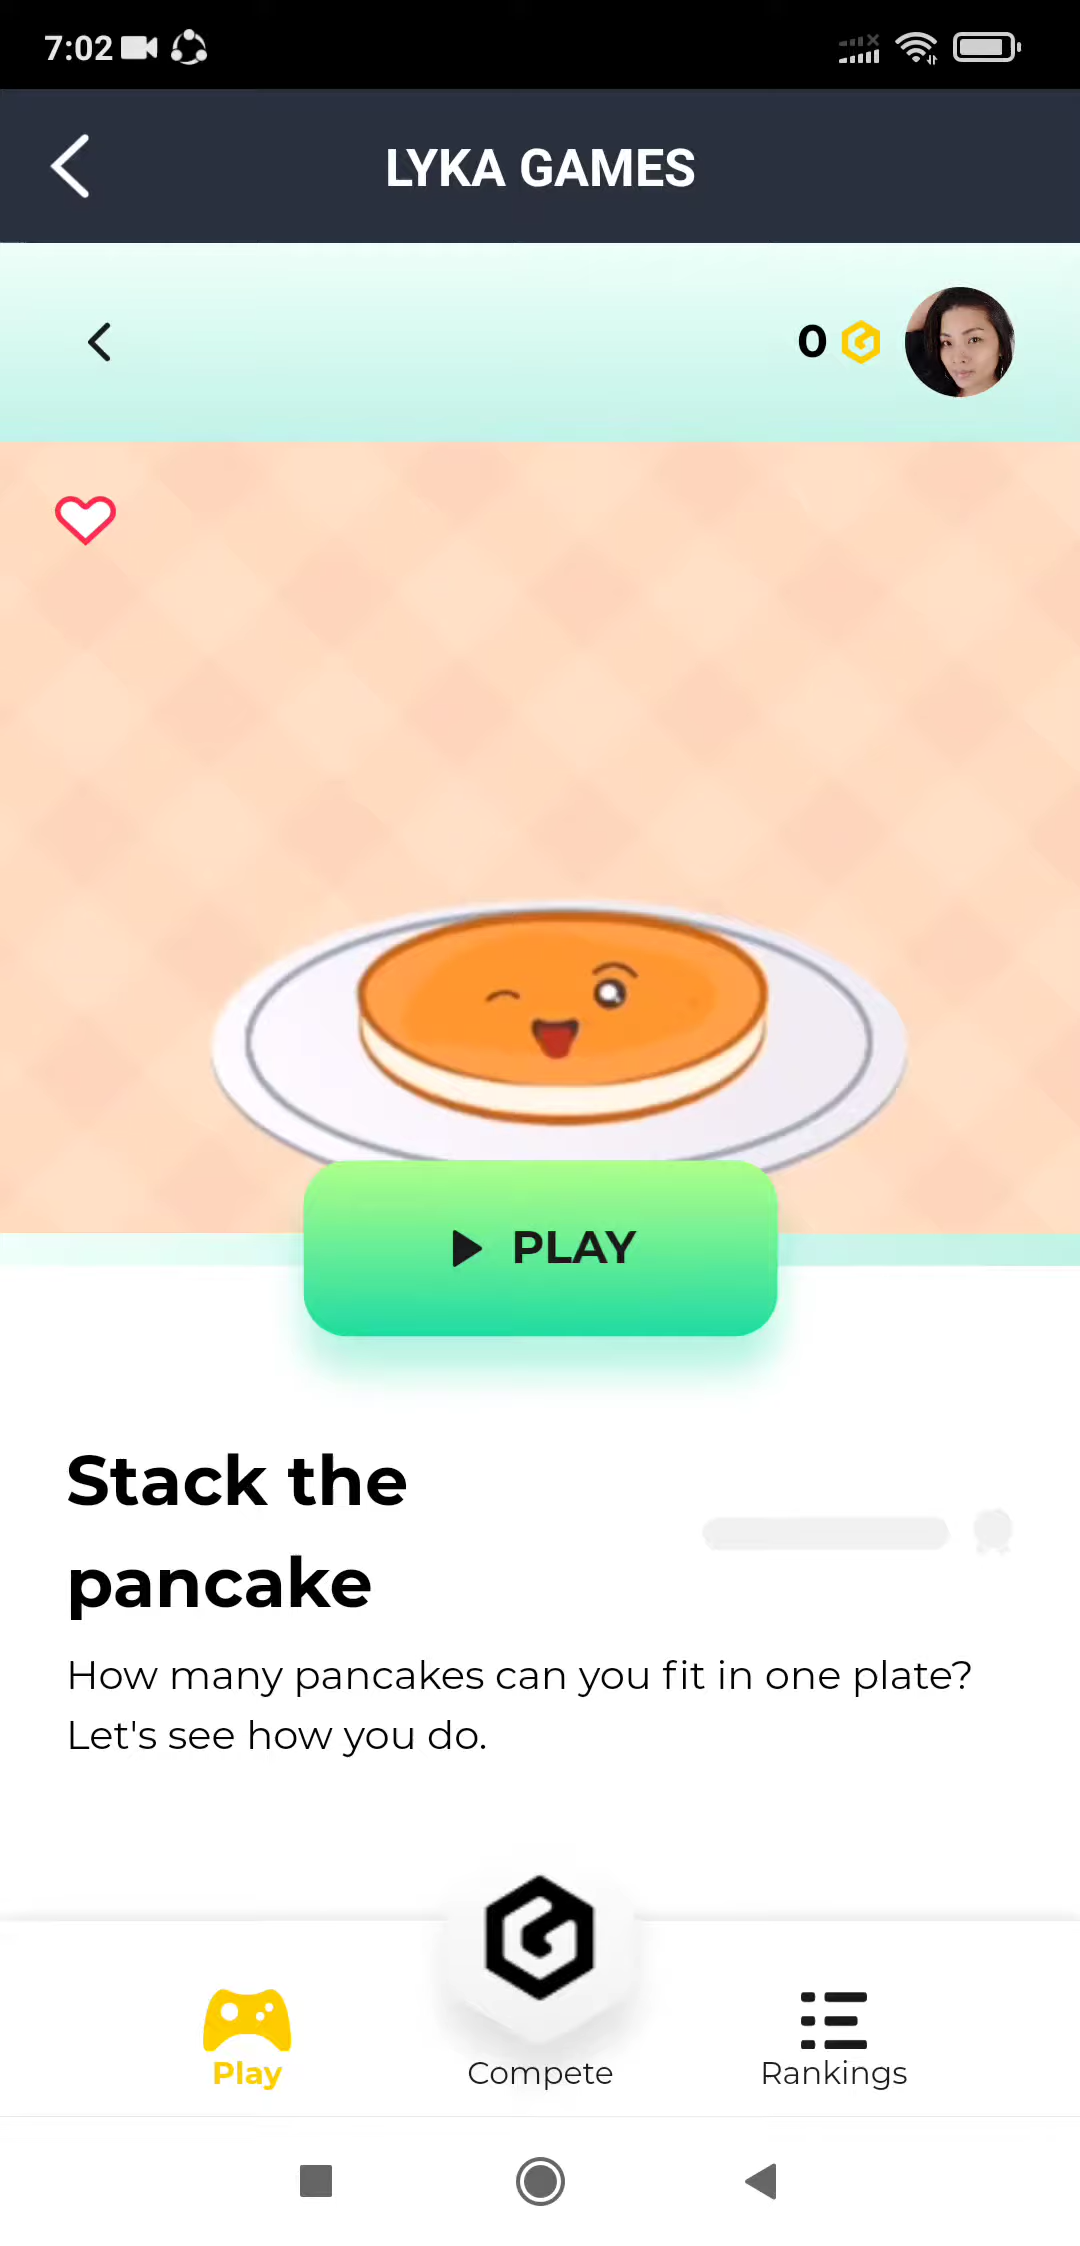 7:02
LYKA GAMES
0
PLAY
Stack the
pancake
How many pancakes can you fit in one plate?
Let's see how you do.
Play
Compete
Rankings